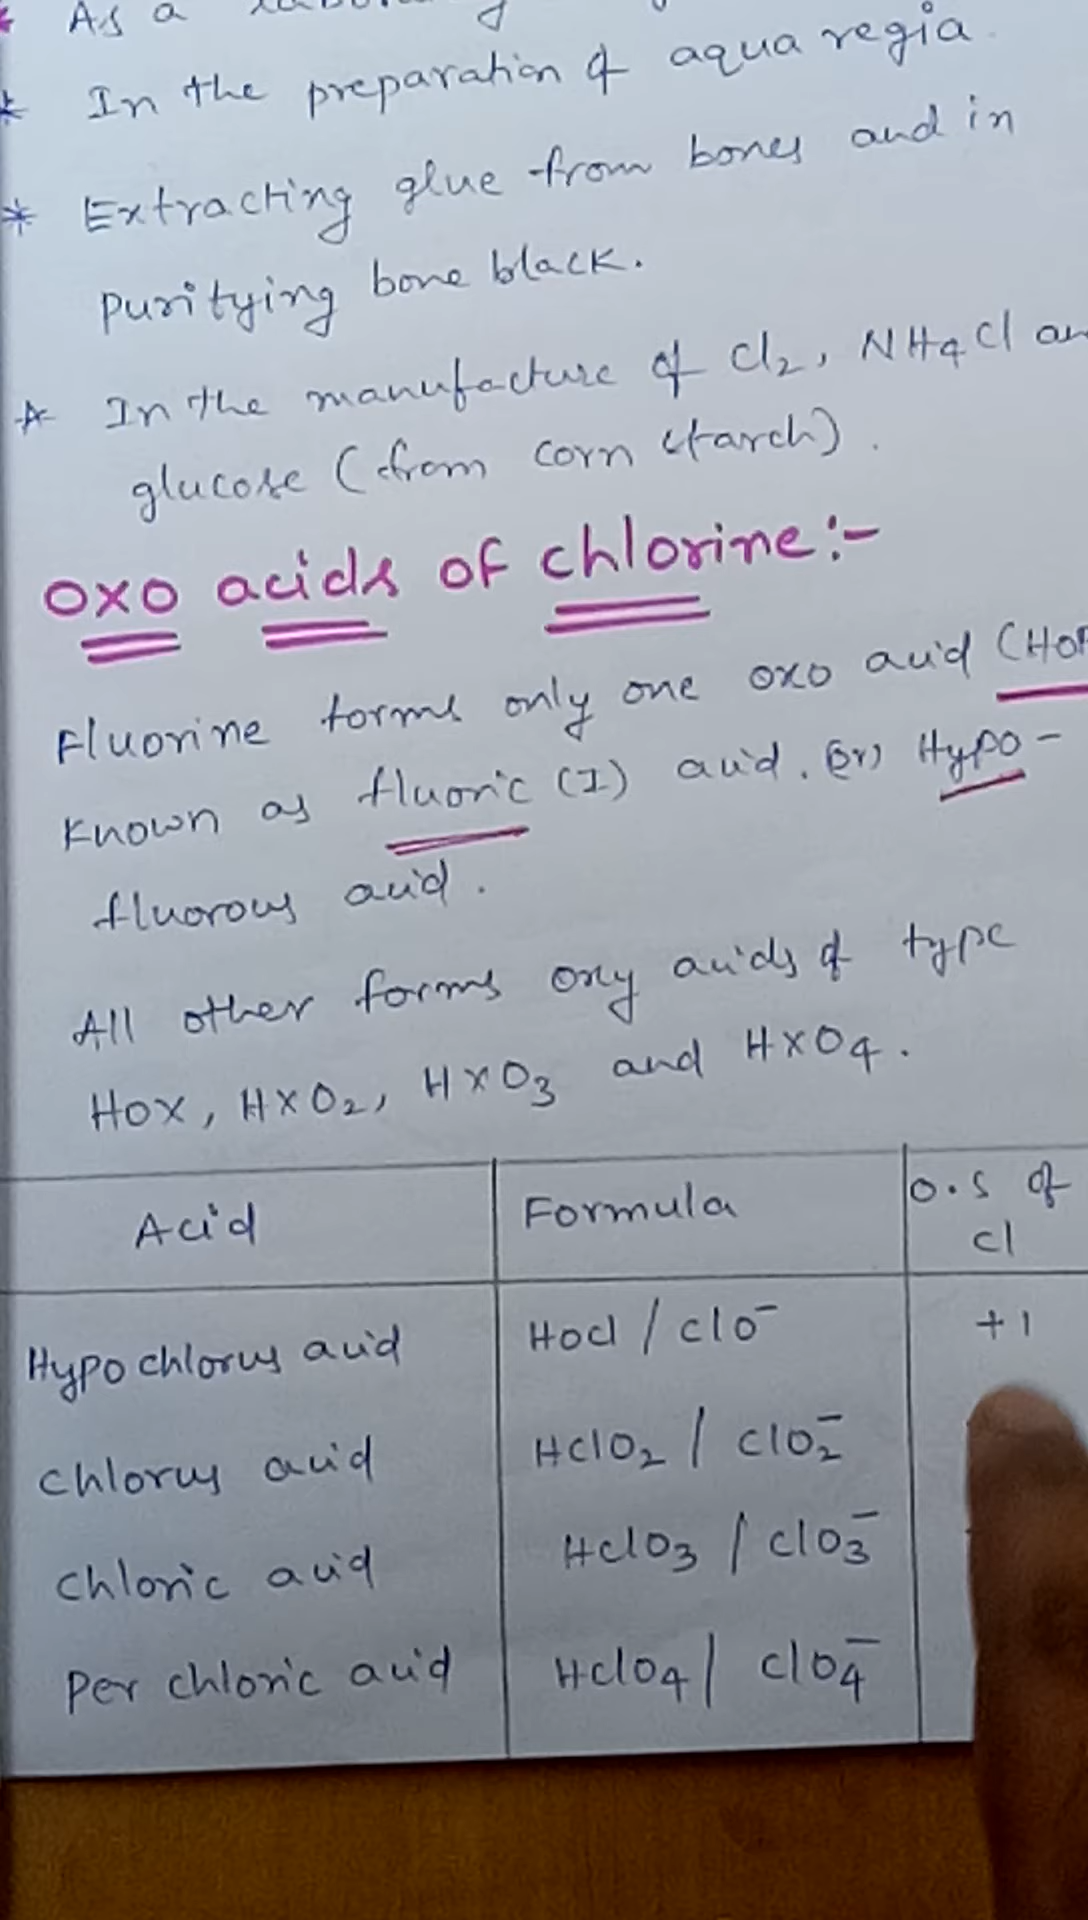 * As a
* In the preparation of aqua regia.
* Extracting glue from bones and in
puritying bone black.
* In the manufacture of Cl2, NH4Cl an
glucose (from corn starch).
oxo acids of chlorine:-
Fluorine forms only one oxo acid (HOF
Known as fluoric (I) acid. (or) Hypo-
fluorous acid.
All other forms oxy acids of type
HOX, HXO2, HXO3 and HXO4.
Acid Formula O.S of
Cl
Hypochlorus acid HOCl / ClO⁻ +1
chlorus acid HClO2 / ClO2⁻
chloric acid HClO3 / ClO3⁻
Per chloric acid HClO4 / ClO4⁻